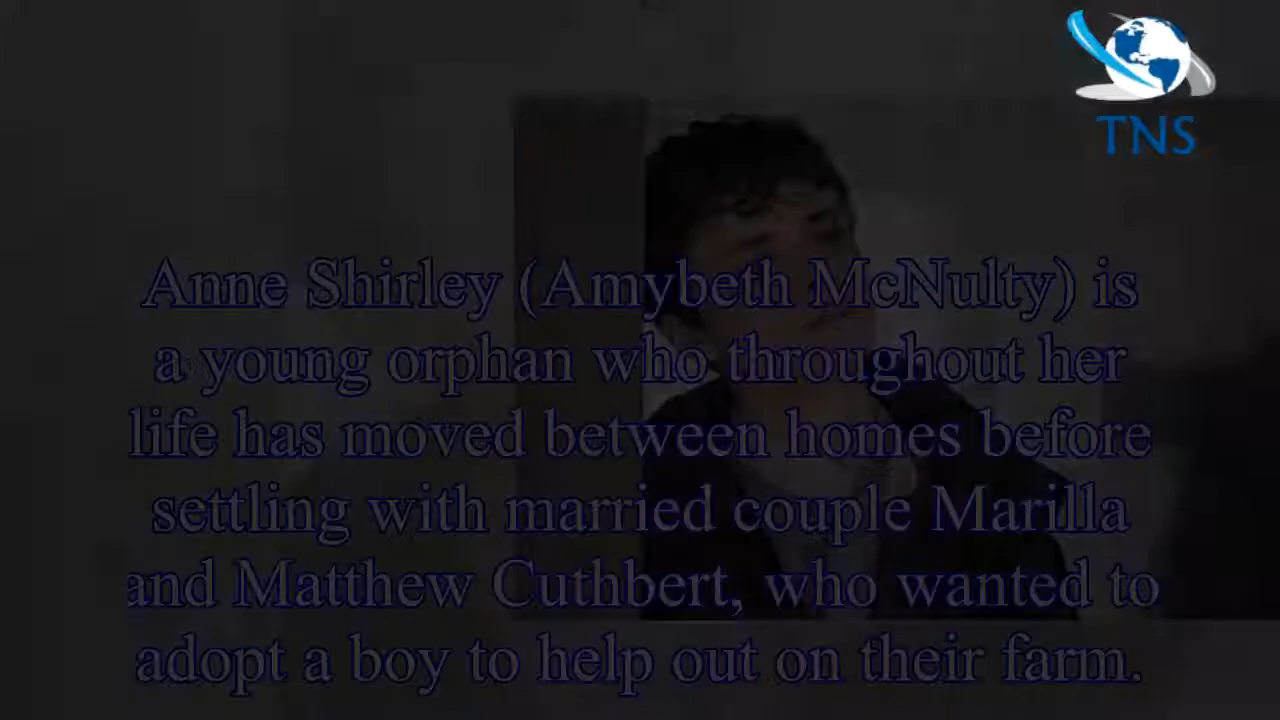 TNS
Anne Shirley (Amybeth McNulty) is
a young orphan who throughout her
life has moved between homes before
settling with married couple Marilla
and Matthew Cuthbert, who wanted to
adopt a boy to help out on their farm.